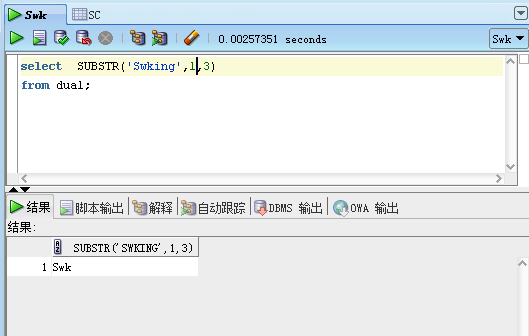 Swk SC
0.00257351 seconds Swk
select SUBSTR('Swking',1,3)
from dual;
结果 脚本输出 解释 自动跟踪 DBMS 输出 OWA 输出
结果:
SUBSTR('SWKING',1,3)
1 Swk